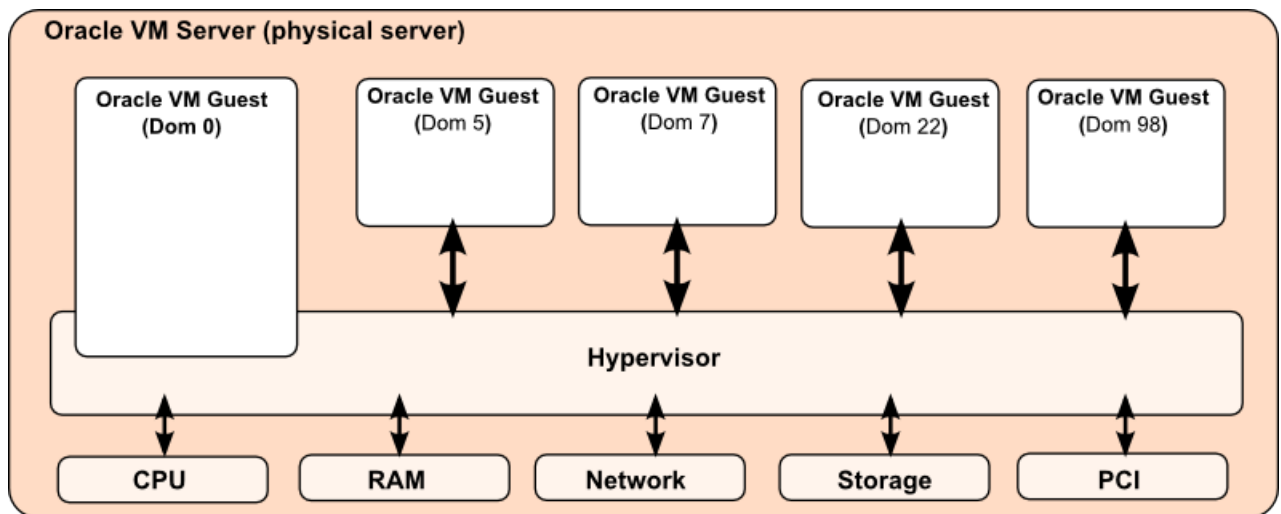 Oracle VM Server (physical server)
Oracle VM Guest
(Dom 0)
Oracle VM Guest
(Dom 5)
Oracle VM Guest
(Dom 7)
Oracle VM Guest
(Dom 22)
Oracle VM Guest
(Dom 98)
Hypervisor
CPU
RAM
Network
Storage
PCI